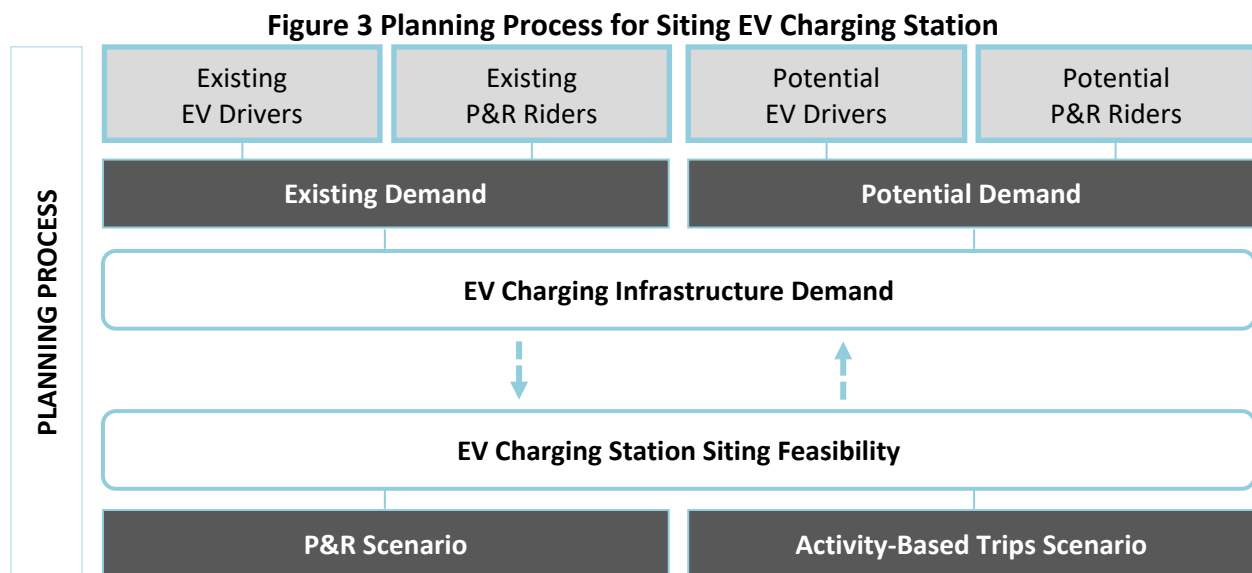 Figure 3 Planning Process for Siting EV Charging Station
PLANNING PROCESS
Existing
EV Drivers
Existing
P&R Riders
Potential
EV Drivers
Potential
P&R Riders
Existing Demand
Potential Demand
EV Charging Infrastructure Demand
EV Charging Station Siting Feasibility
P&R Scenario
Activity-Based Trips Scenario